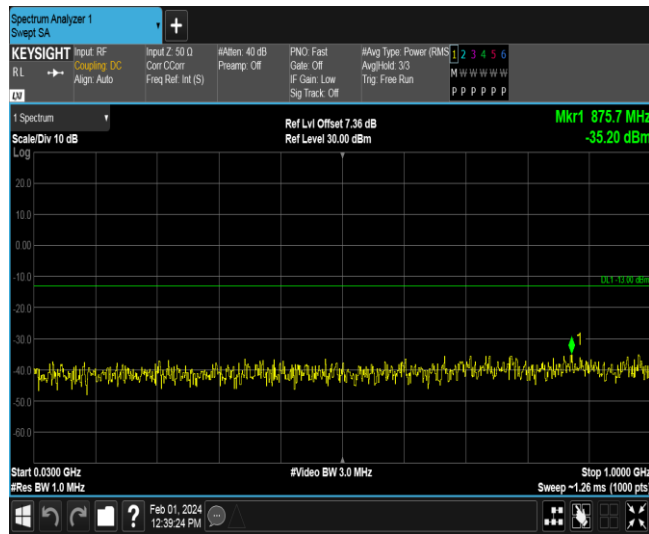 Spectrum Analyzer 1
Swept SA
KEYSIGHT
RL
LXI
Input: RF
Coupling: DC
Align: Auto
Input Z: 50 Ω
Corr CCorr
Freq Ref: Int (S)
#Atten: 40 dB
Preamp: Off
PNO: Fast
Gate: Off
IF Gain: Low
Sig Track: Off
#Avg Type: Power (RMS
Avg|Hold: 3/3
Trig: Free Run
1 2 3 4 5 6
M W W W W W
P P P P P P
1 Spectrum
Scale/Div 10 dB
Log
Ref Lvl Offset 7.36 dB
Ref Level 30.00 dBm
Mkr1 875.7 MHz
-35.20 dBm
20.0
10.0
0.00
-10.0
DL1 -13.00 dBm
-20.0
-30.0
1
-40.0
-50.0
-60.0
Start 0.0300 GHz
#Res BW 1.0 MHz
#Video BW 3.0 MHz
Stop 1.0000 GHz
Sweep ~1.26 ms (1000 pts)
?
Feb 01, 2024
12:39:24 PM